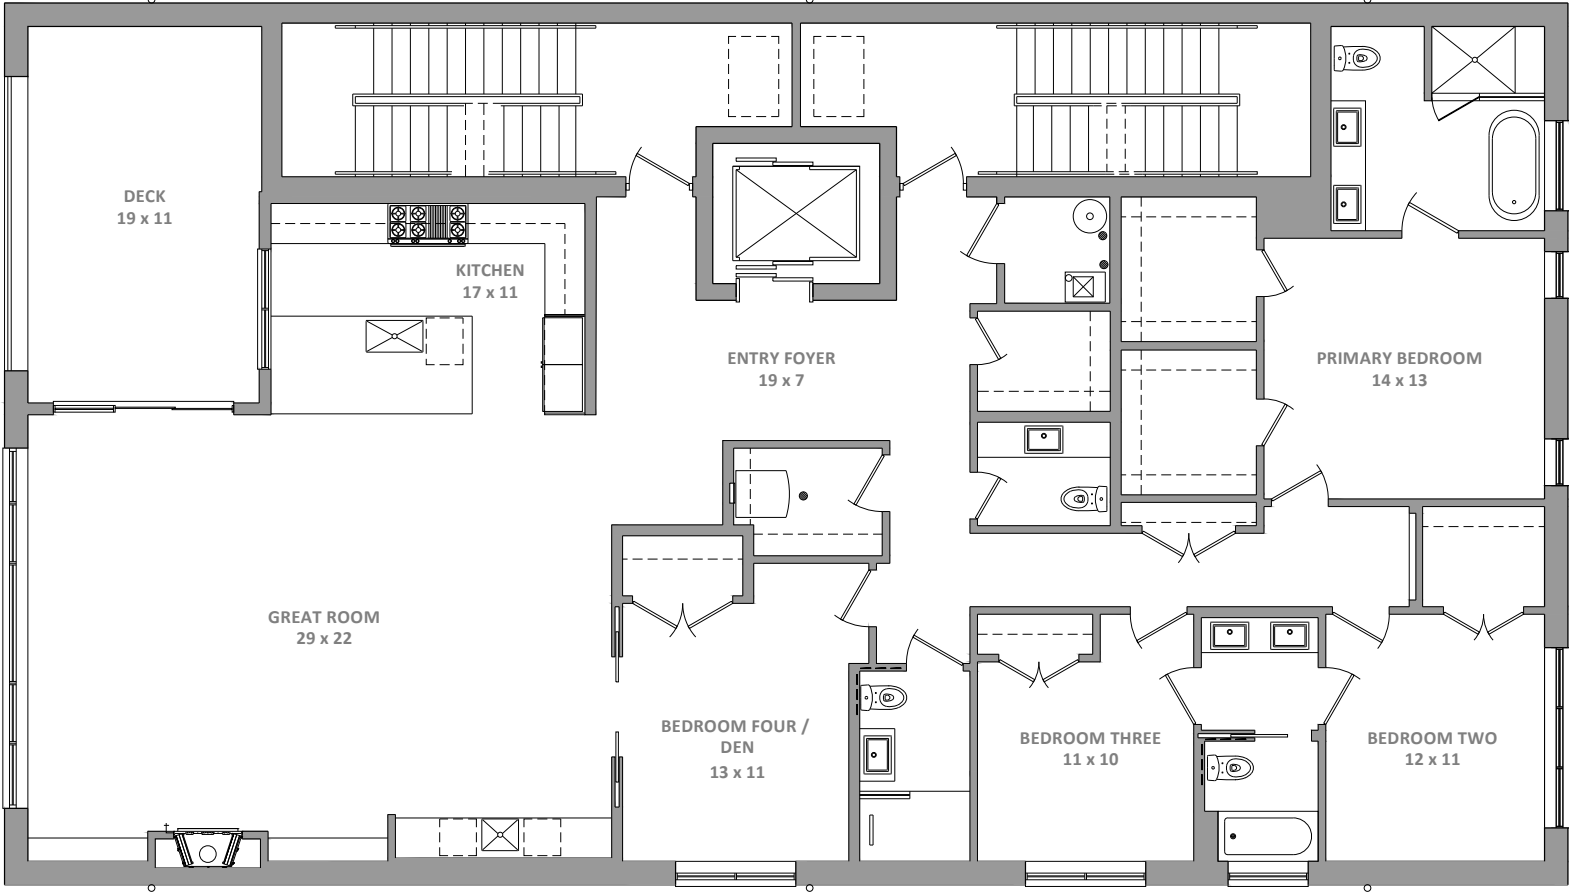 DECK
19 x 11
KITCHEN
17 x 11
ENTRY FOYER
19 x 7
PRIMARY BEDROOM
14 x 13
GREAT ROOM
29 x 22
BEDROOM FOUR /
DEN
13 x 11
BEDROOM THREE
11 x 10
BEDROOM TWO
12 x 11